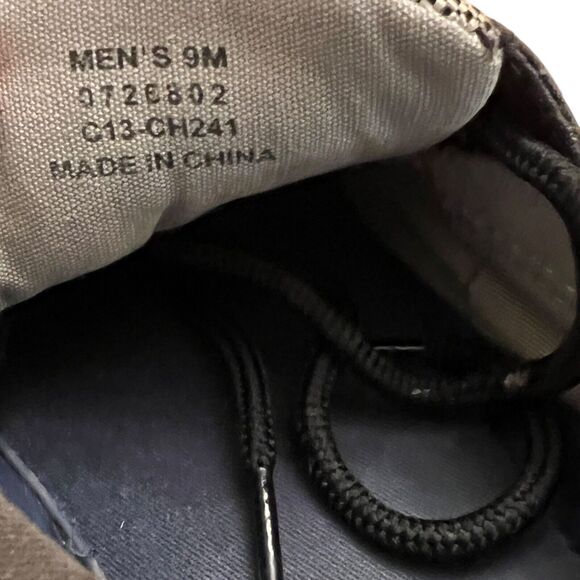 MEN'S 9M
0726802
C13-CH241
MADE IN CHINA